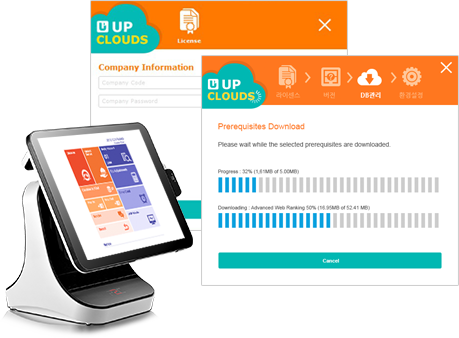 UP
CLOUDS
License
Company Information
Company Code
Company Password
UP
CLOUDS
라이센스
버전
DB관리
환경설정
Prerequisites Download
Please wait while the selected prerequisites are downloaded.
Progress : 32% (1.61MB of 5.00MB)
Downloading : Advanced Web Ranking 50% (16.95MB of 52.41 MB)
Cancel